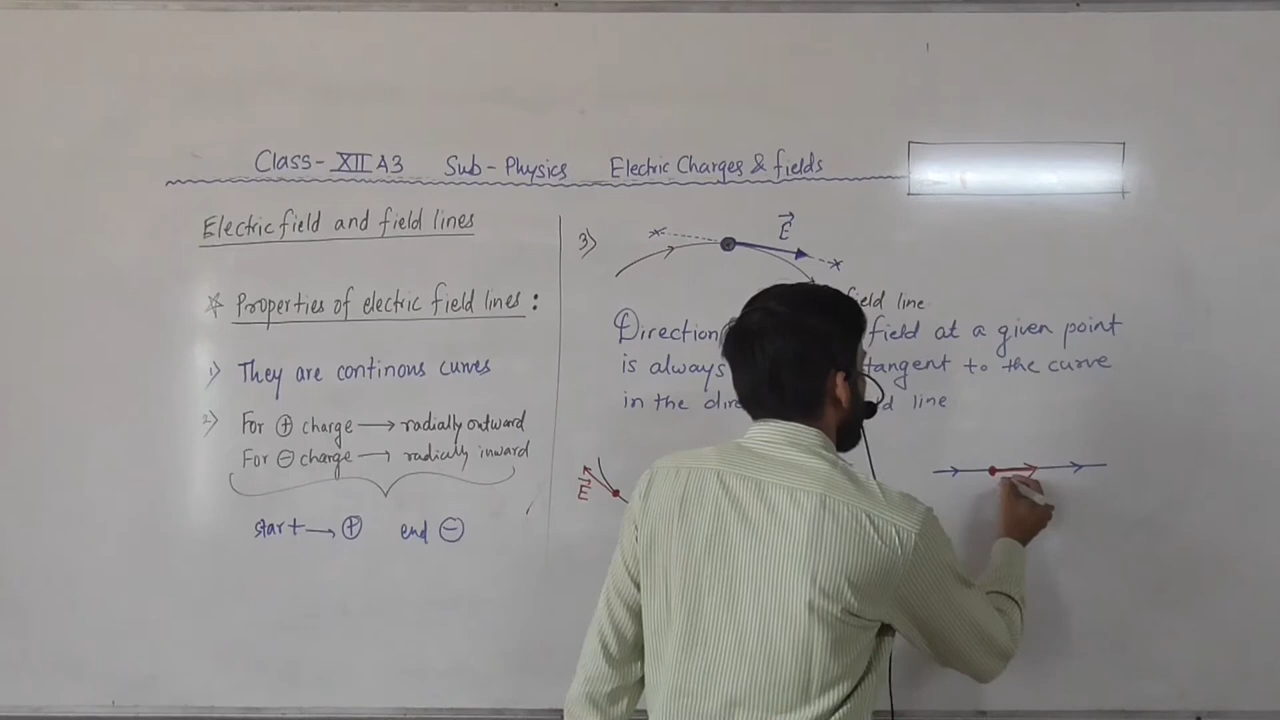 Class- XII A3 Sub- Physics Electric Charges & fields
Electric field and field lines
* Properties of electric field lines :
1) They are continous curves
2) For ⊕ charge → radially outward
For ⊖ charge → radially inward
start → ⊕ end ⊖
3)
E
field line
Direction field at a given point
is always tangent to the curve
in the line
E